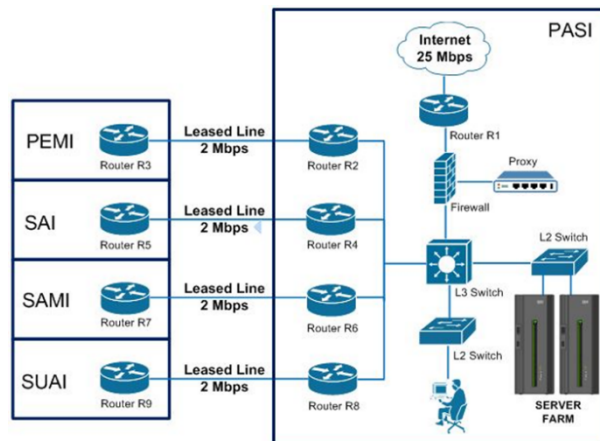 PASI
Internet
25 Mbps
Router R1
Proxy
Firewall
PEMI
Router R3
Leased Line
2 Mbps
Router R2
SAI
Router R5
Leased Line
2 Mbps
Router R4
L2 Switch
L3 Switch
SAMI
Router R7
Leased Line
2 Mbps
Router R6
L2 Switch
SUAI
Router R9
Leased Line
2 Mbps
Router R8
SERVER
FARM